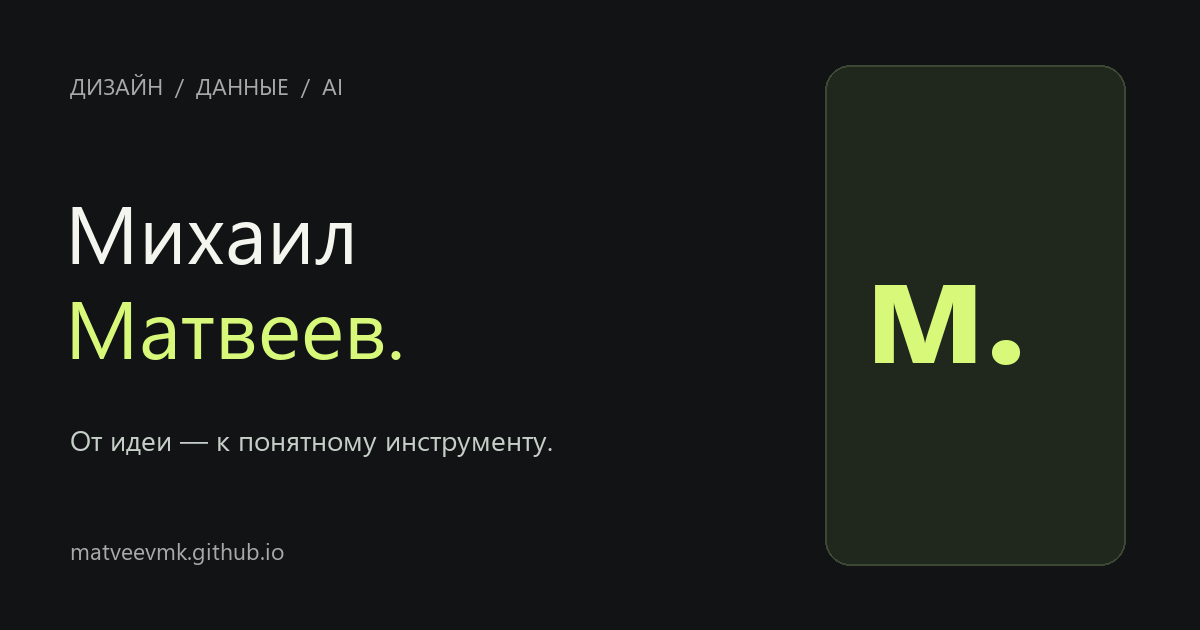 ДИЗАЙН / ДАННЫЕ / AI
Михаил
Матвеев.
От идеи — к понятному инструменту.
matveevmk.github.io
М.